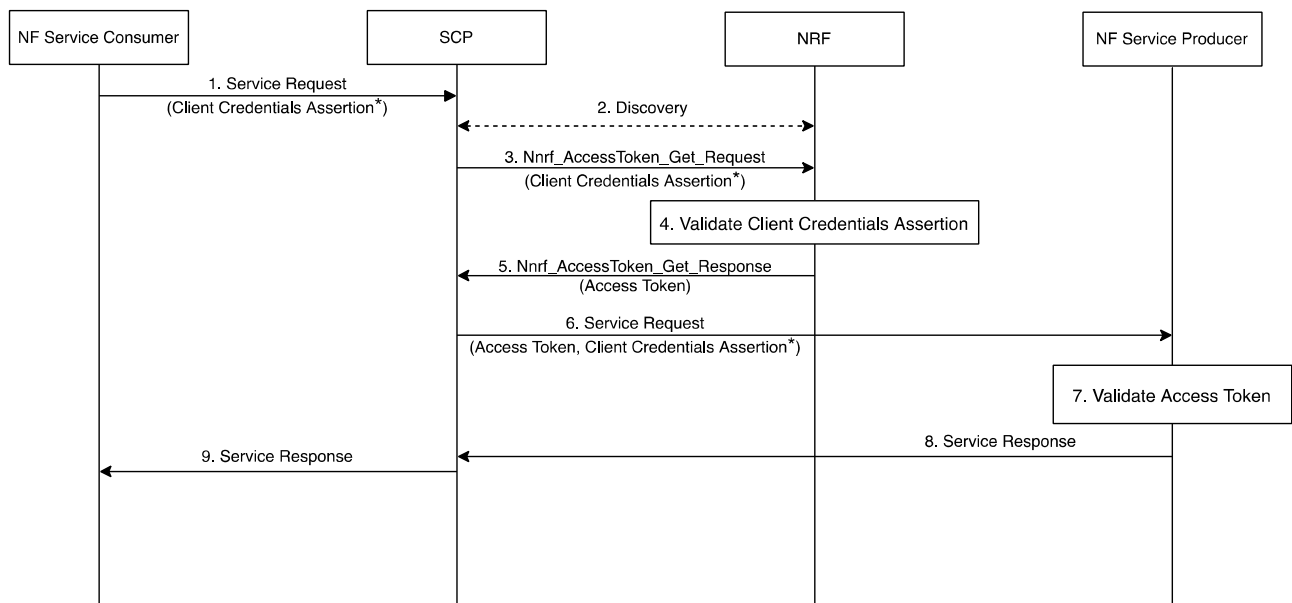 NF Service Consumer
SCP
NRF
NF Service Producer
1. Service Request
(Client Credentials Assertion*)
2. Discovery
3. Nnrf_AccessToken_Get_Request
(Client Credentials Assertion*)
4. Validate Client Credentials Assertion
5. Nnrf_AccessToken_Get_Response
(Access Token)
6. Service Request
(Access Token, Client Credentials Assertion*)
7. Validate Access Token
8. Service Response
9. Service Response